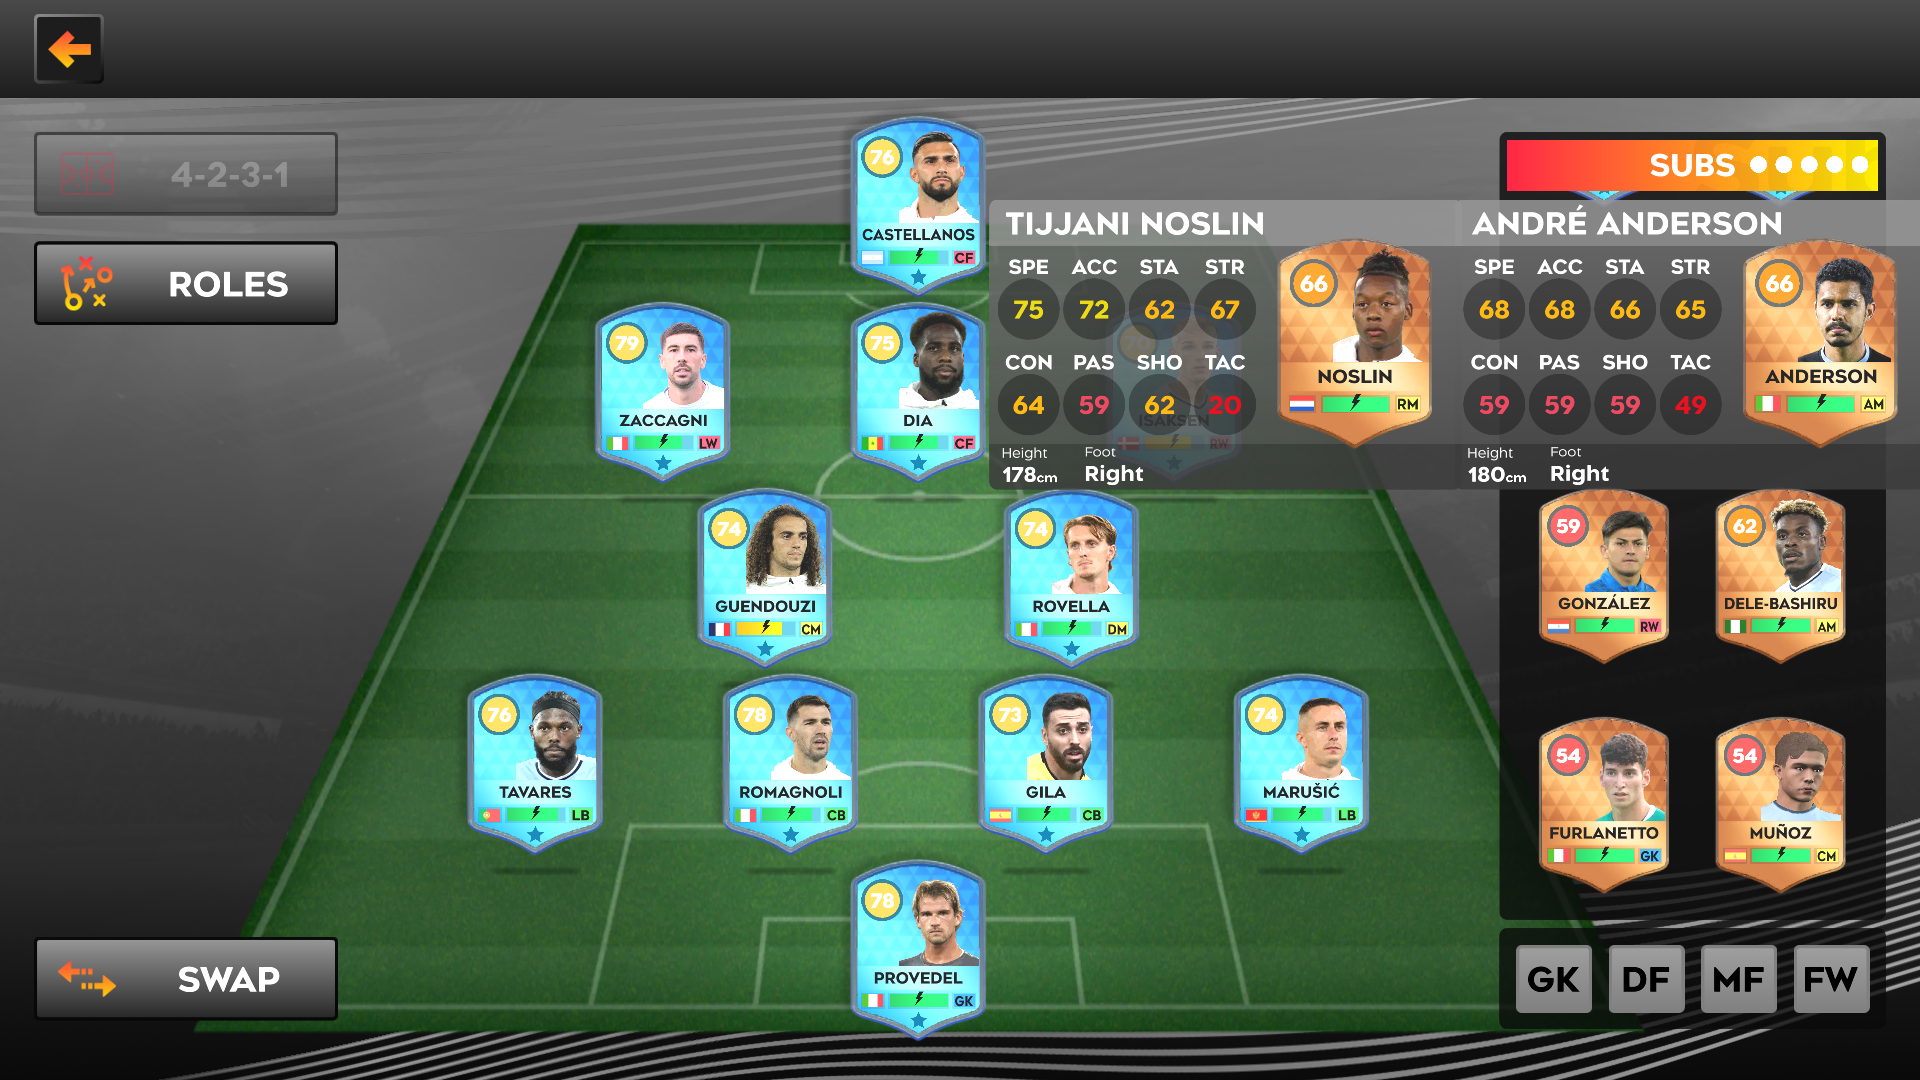 4-2-3-1
ROLES
SWAP
76
CASTELLANOS
CF
79
ZACCAGNI
LW
75
DIA
CF
ISAKSEN
RW
74
GUENDOUZI
CM
74
ROVELLA
DM
76
TAVARES
LB
78
ROMAGNOLI
CB
73
GILA
CB
74
MARUŠIĆ
LB
78
PROVEDEL
GK
SUBS
TIJJANI NOSLIN
SPE ACC STA STR
75 72 62 67
CON PAS SHO TAC
64 59 62 20
Height Foot
178cm Right
66
NOSLIN
RM
ANDRÉ ANDERSON
SPE ACC STA STR
68 68 66 65
CON PAS SHO TAC
59 59 59 49
Height Foot
180cm Right
66
ANDERSON
AM
59
GONZÁLEZ
RW
62
DELE-BASHIRU
AM
54
FURLANETTO
GK
54
MUÑOZ
CM
GK DF MF FW